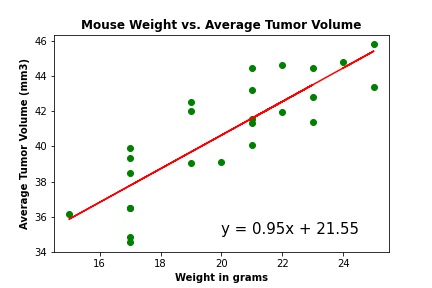 Mouse Weight vs. Average Tumor Volume
Average Tumor Volume (mm3)
46
44
42
40
38
36
34
y = 0.95x + 21.55
16 18 20 22 24
Weight in grams